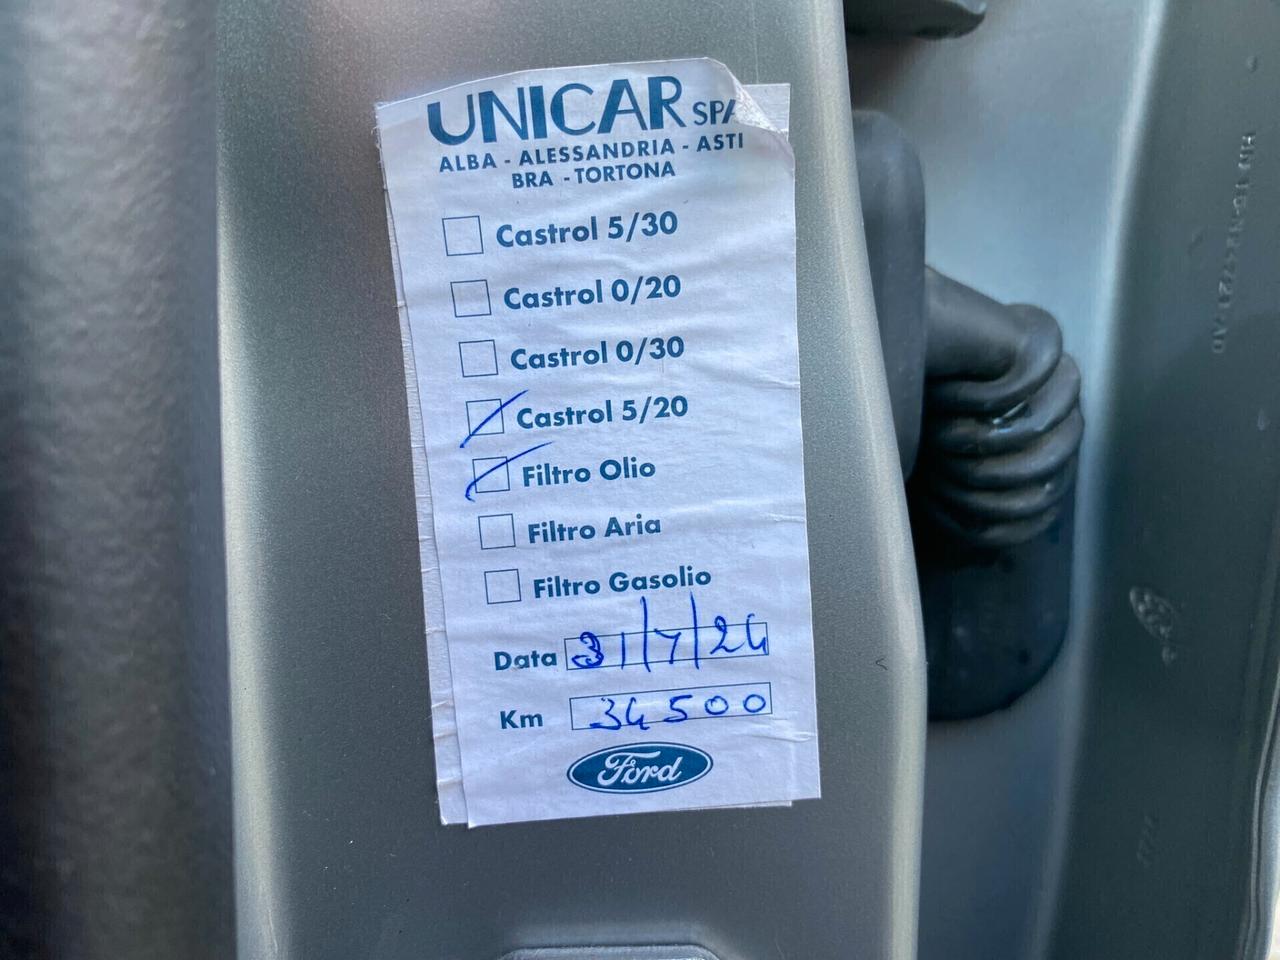 UNICAR SPA
ALBA - ALESSANDRIA - ASTI
BRA - TORTONA
Castrol 5/30
Castrol 0/20
Castrol 0/30
Castrol 5/20
Filtro Olio
Filtro Aria
Filtro Gasolio
Data 31/7/24
Km 34500
Ford